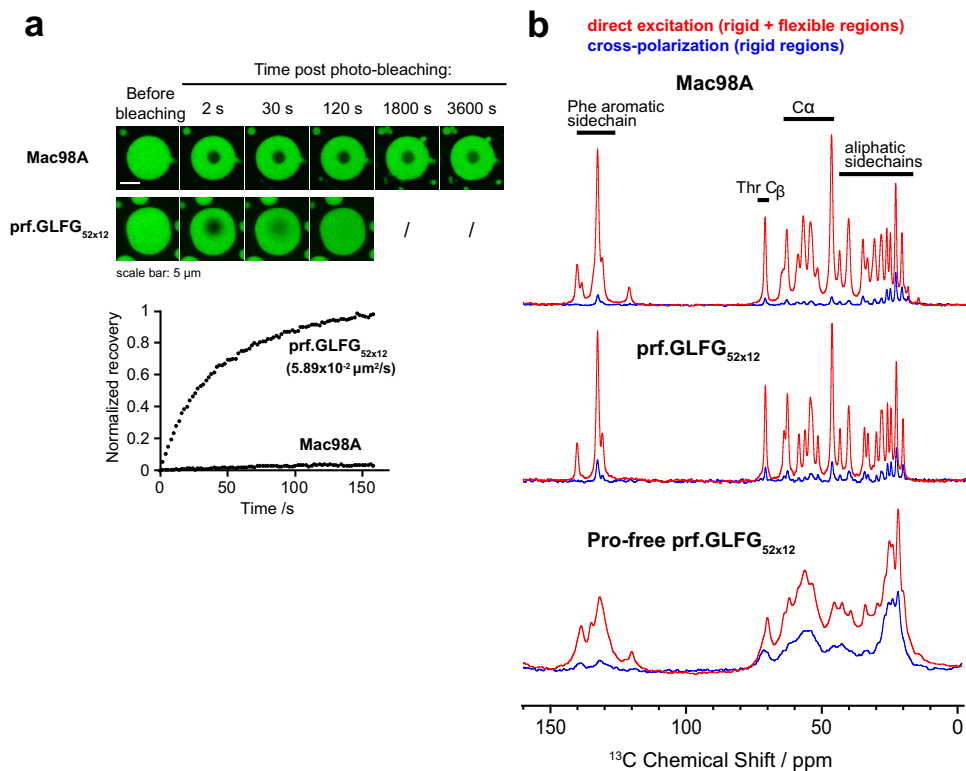 a
Time post photo-bleaching:
Before
bleaching
2 s
30 s
120 s
1800 s
3600 s
Mac98A
prf.GLFG52x12
/
/
scale bar: 5 µm
Normalized recovery
1
0.8
0.6
0.4
0.2
0
prf.GLFG52x12
(5.89x10-2 µm2/s)
Mac98A
0
50
100
150
Time /s
b
direct excitation (rigid + flexible regions)
cross-polarization (rigid regions)
Mac98A
Phe aromatic
sidechain
Cα
aliphatic
sidechains
Thr Cβ
prf.GLFG52x12
Pro-free prf.GLFG52x12
150
100
50
0
13C Chemical Shift / ppm